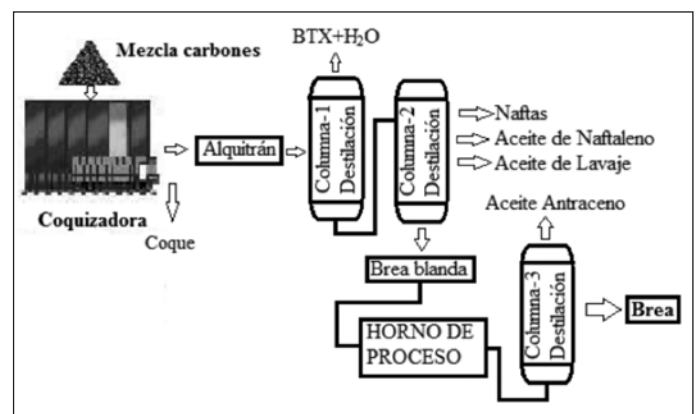 Mezcla carbones
Coquizadora
Coque
Alquitrán
BTX+H₂O
Columna-1
Destilación
Columna-2
Destilación
Naftas
Aceite de Naftaleno
Aceite de Lavaje
Brea blanda
HORNO DE
PROCESO
Aceite Antraceno
Columna-3
Destilación
Brea